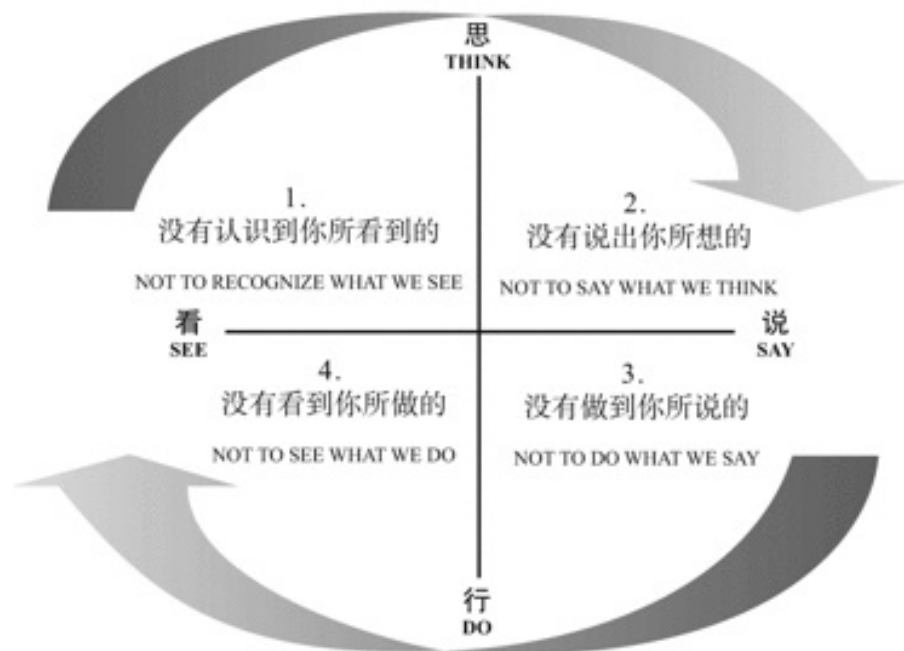 思
THINK
1.
没有认识到你所看到的
NOT TO RECOGNIZE WHAT WE SEE
2.
没有说出你所想的
NOT TO SAY WHAT WE THINK
看
SEE
说
SAY
4.
没有看到你所做的
NOT TO SEE WHAT WE DO
3.
没有做到你所说的
NOT TO DO WHAT WE SAY
行
DO